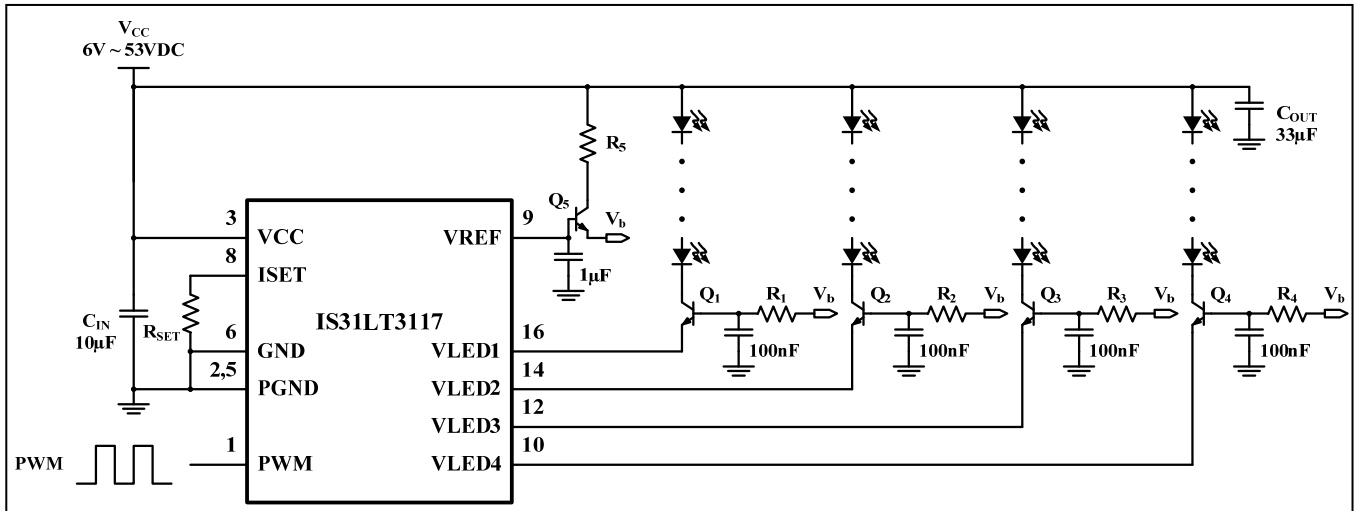 VCC
6V ~ 53VDC
COUT
33μF
R5
Q5
9
Vb
3
VCC
VREF
8
ISET
1μF
Q1
R1
Vb
Q2
R2
Vb
Q3
R3
Vb
Q4
R4
Vb
CIN
10μF
RSET
IS31LT3117
6
GND
16
VLED1
100nF
100nF
100nF
100nF
2,5
PGND
14
VLED2
12
VLED3
1
PWM
PWM
10
VLED4